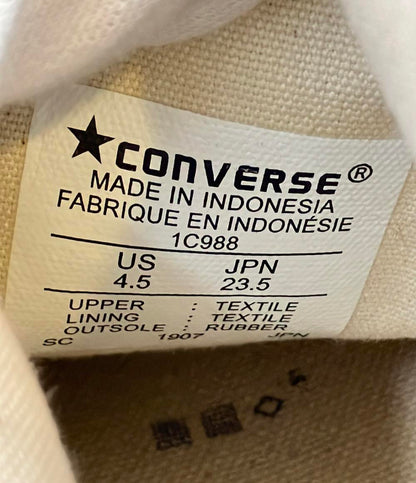 ★CONVERSE®
MADE IN INDONESIA
FABRIQUE EN INDONÉSIE
1C988
US JPN
4.5 23.5
UPPER : TEXTILE
LINING : TEXTILE
OUTSOLE : RUBBER
SC 1907 JPN